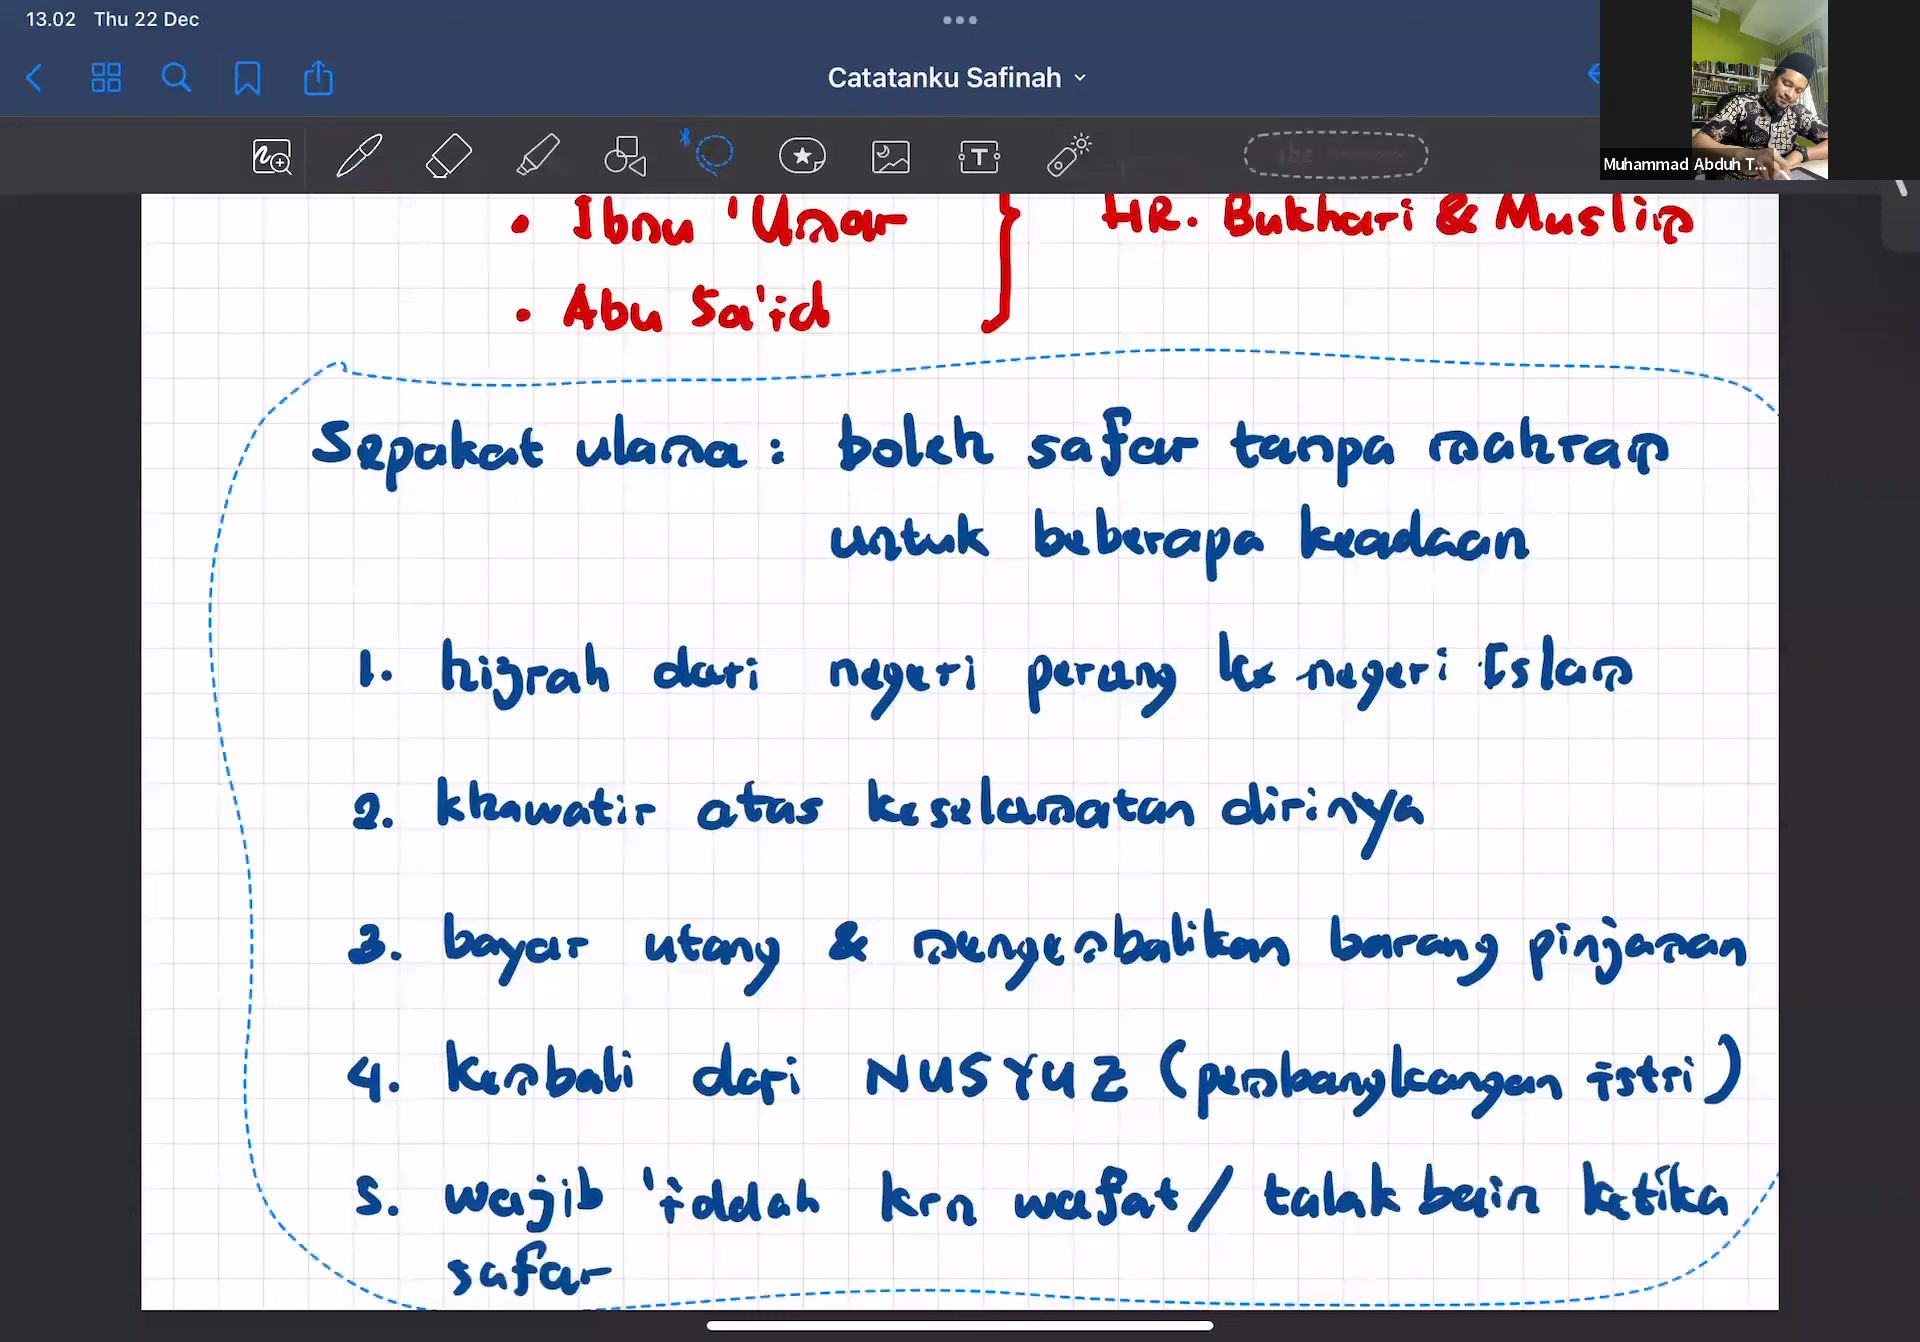 13.02 Thu 22 Dec
Catatanku Safinah
Muhammad Abduh T...
• Ibnu 'Umar
HR. Bukhari & Muslim
• Abu Sa'id
Sepakat ulama : boleh safar tanpa mahram
untuk beberapa keadaan
1. hijrah dari negeri perang ke negeri Islam
2. khawatir atas keselamatan dirinya
3. bayar utang & mengembalikan barang pinjaman
4. kembali dari NUSYUZ (pembangkangan istri)
5. wajib 'iddah krn wafat / talak bain ketika
safar